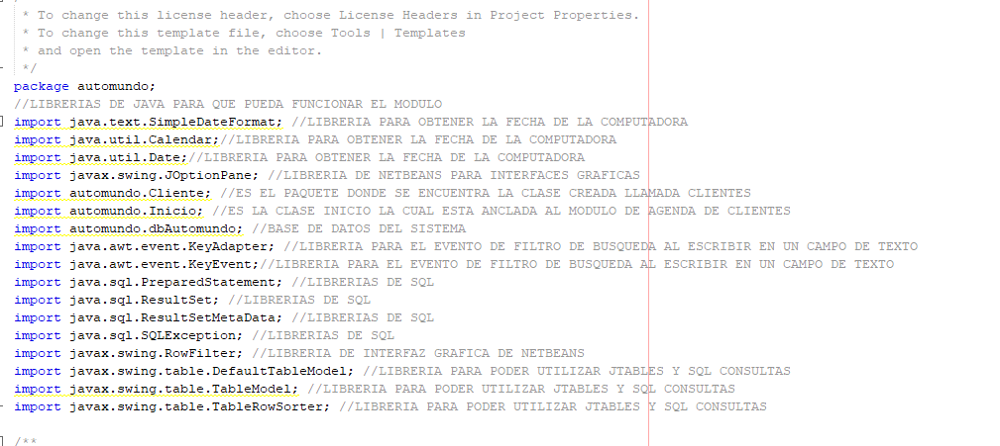 * To change this license header, choose License Headers in Project Properties.
* To change this template file, choose Tools | Templates
* and open the template in the editor.
*/
package automundo;
//LIBRERIAS DE JAVA PARA QUE PUEDA FUNCIONAR EL MODULO
import java.text.SimpleDateFormat; //LIBRERIA PARA OBTENER LA FECHA DE LA COMPUTADORA
import java.util.Calendar;//LIBRERIA PARA OBTENER LA FECHA DE LA COMPUTADORA
import java.util.Date;//LIBRERIA PARA OBTENER LA FECHA DE LA COMPUTADORA
import javax.swing.JOptionPane; //LIBRERIA DE NETBEANS PARA INTERFACES GRAFICAS
import automundo.Cliente; //ES EL PAQUETE DONDE SE ENCUENTRA LA CLASE CREADA LLAMADA CLIENTES
import automundo.Inicio; //ES LA CLASE INICIO LA CUAL ESTA ANCLADA AL MODULO DE AGENDA DE CLIENTES
import automundo.dbAutomundo; //BASE DE DATOS DEL SISTEMA
import java.awt.event.KeyAdapter; //LIBRERIA PARA EL EVENTO DE FILTRO DE BUSQUEDA AL ESCRIBIR EN UN CAMPO DE TEXTO
import java.awt.event.KeyEvent;//LIBRERIA PARA EL EVENTO DE FILTRO DE BUSQUEDA AL ESCRIBIR EN UN CAMPO DE TEXTO
import java.sql.PreparedStatement; //LIBRERIAS DE SQL
import java.sql.ResultSet; //LIBRERIAS DE SQL
import java.sql.ResultSetMetaData; //LIBRERIAS DE SQL
import java.sql.SQLException; //LIBRERIAS DE SQL
import javax.swing.RowFilter; //LIBRERIA DE INTERFAZ GRAFICA DE NETBEANS
import javax.swing.table.DefaultTableModel; //LIBRERIA PARA PODER UTILIZAR JTABLES Y SQL CONSULTAS
import javax.swing.table.TableModel; //LIBRERIA PARA PODER UTILIZAR JTABLES Y SQL CONSULTAS
import javax.swing.table.TableRowSorter; //LIBRERIA PARA PODER UTILIZAR JTABLES Y SQL CONSULTAS
/**